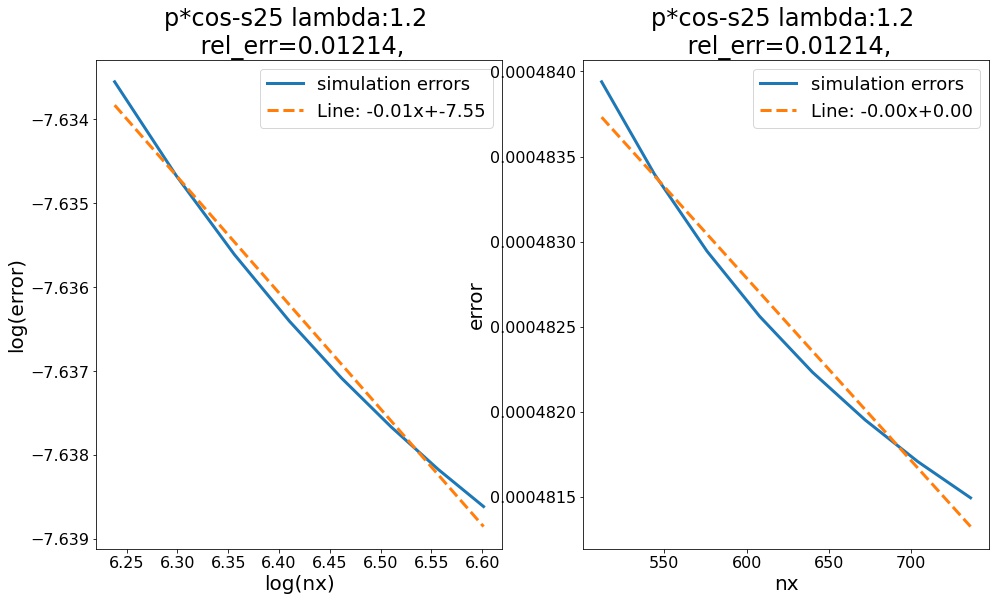 p*cos-s25 lambda:1.2
rel_err=0.01214,
simulation errors
Line: -0.01x+-7.55
−7.634
−7.635
−7.636
−7.637
−7.638
−7.639
log(error)
6.25 6.30 6.35 6.40 6.45 6.50 6.55 6.60
log(nx)
p*cos-s25 lambda:1.2
rel_err=0.01214,
simulation errors
Line: -0.00x+0.00
0.0004840
0.0004835
0.0004830
0.0004825
0.0004820
0.0004815
error
550 600 650 700
nx